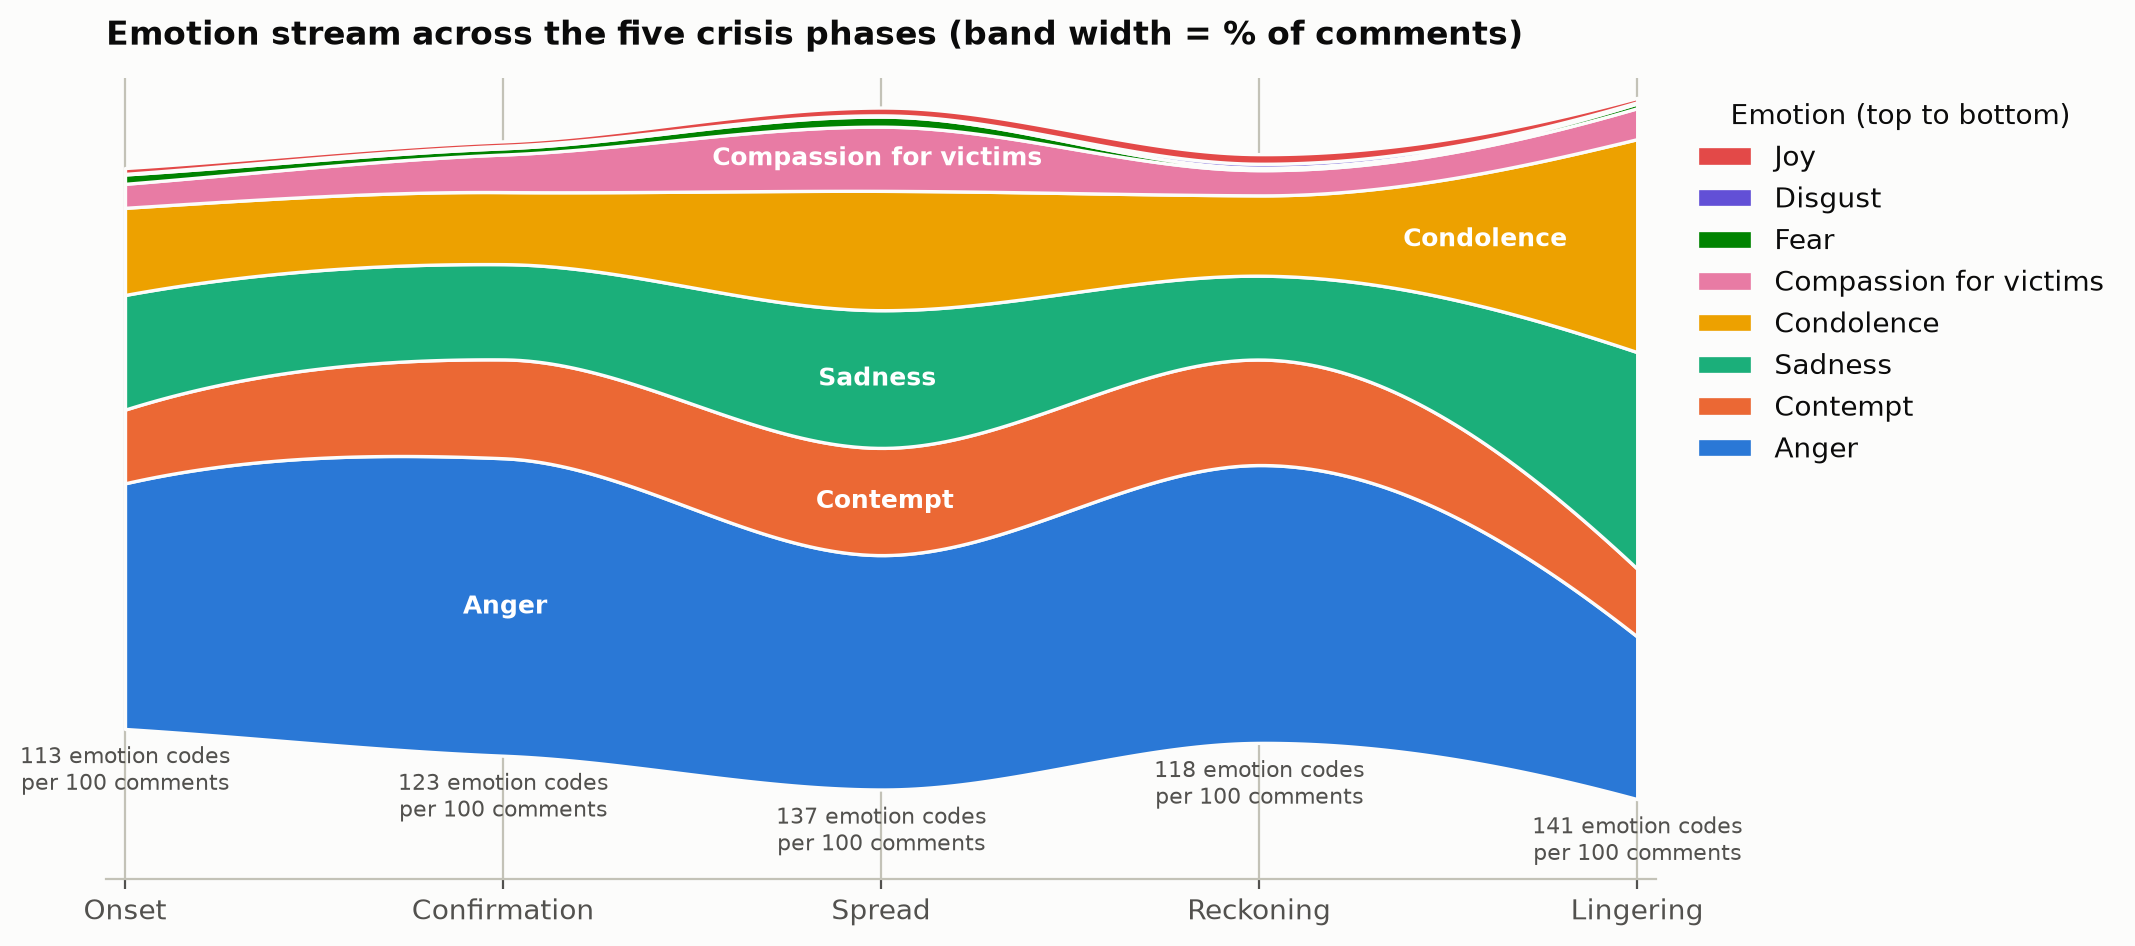 Emotion stream across the five crisis phases (band width = % of comments)
Emotion (top to bottom)
Joy
Disgust
Fear
Compassion for victims
Condolence
Sadness
Contempt
Anger
Compassion for victims
Condolence
Sadness
Contempt
Anger
113 emotion codes
per 100 comments
123 emotion codes
per 100 comments
137 emotion codes
per 100 comments
118 emotion codes
per 100 comments
141 emotion codes
per 100 comments
Onset
Confirmation
Spread
Reckoning
Lingering